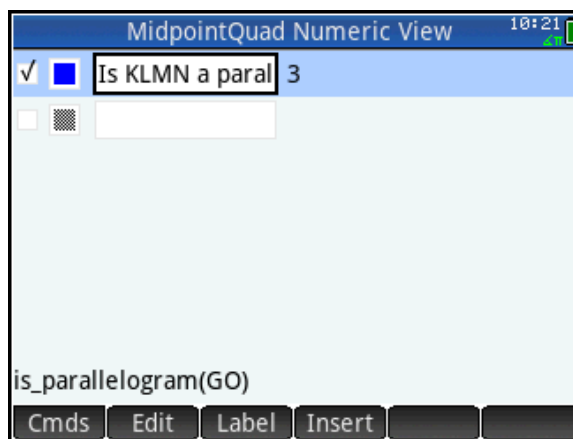 MidpointQuad Numeric View 10:21
∡π
Is KLMN a paral 3
is_parallelogram(GO)
Cmds Edit Label Insert